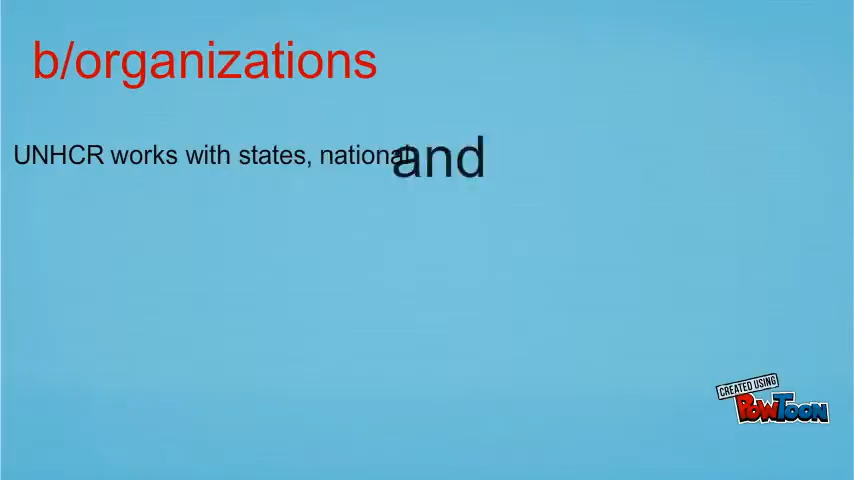 b/organizations
UNHCR works with states, national and
CREATED USING
POWTOON